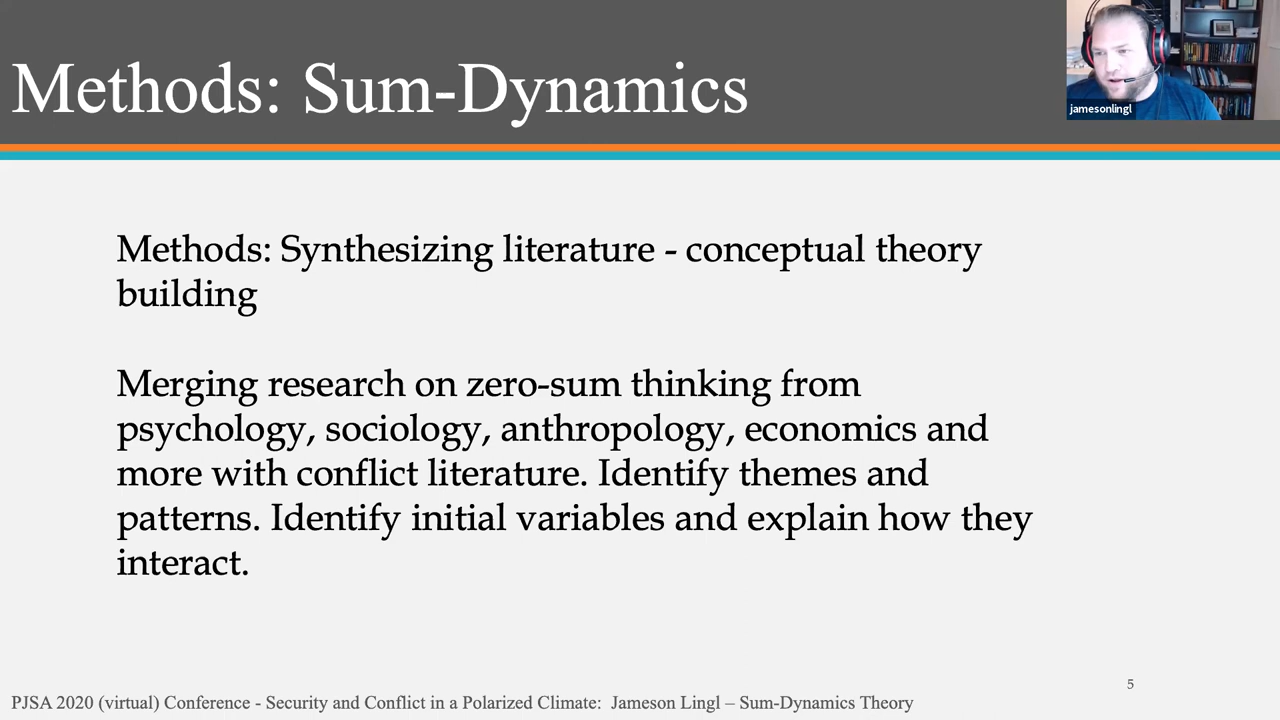 Methods: Sum-Dynamics
jamesonlingl
Methods: Synthesizing literature - conceptual theory
building
Merging research on zero-sum thinking from
psychology, sociology, anthropology, economics and
more with conflict literature. Identify themes and
patterns. Identify initial variables and explain how they
interact.
5
PJSA 2020 (virtual) Conference - Security and Conflict in a Polarized Climate:  Jameson Lingl – Sum-Dynamics Theory